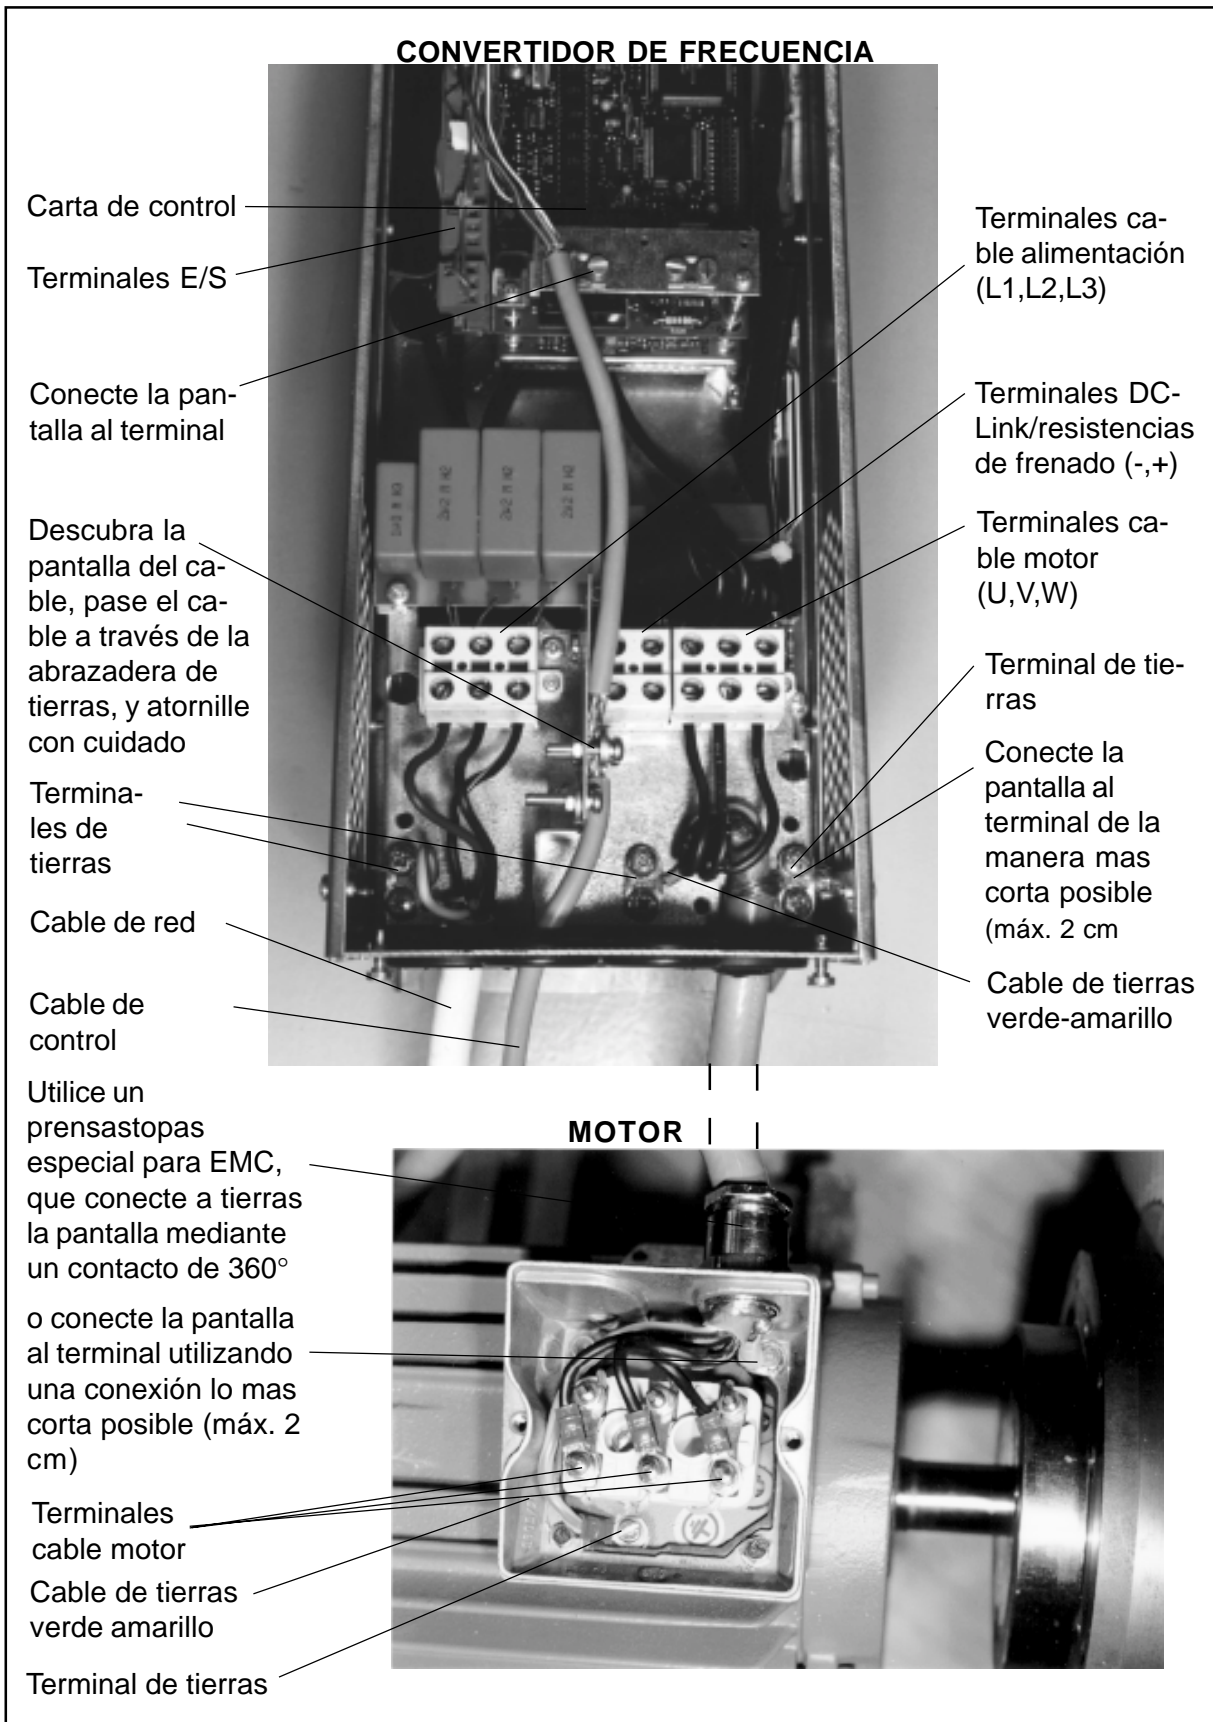 CONVERTIDOR DE FRECUENCIA
Carta de control
Terminales E/S
Conecte la pan-
talla al terminal
Descubra la
pantalla del ca-
ble, pase el ca-
ble a través de la
abrazadera de
tierras, y atornille
con cuidado
Termina-
les de
tierras
Cable de red
Cable de
control
Terminales ca-
ble alimentación
(L1,L2,L3)
Terminales DC-
Link/resistencias
de frenado (-,+)
Terminales ca-
ble motor
(U,V,W)
Terminal de tie-
rras
Conecte la
pantalla al
terminal de la
manera mas
corta posible
(máx. 2 cm
Cable de tierras
verde-amarillo
2µ2 M H2
2µ2 M H2
2µ2 M H2
MOTOR
Utilice un
prensastopas
especial para EMC,
que conecte a tierras
la pantalla mediante
un contacto de 360°
o conecte la pantalla
al terminal utilizando
una conexión lo mas
corta posible (máx. 2
cm)
Terminales
cable motor
Cable de tierras
verde amarillo
Terminal de tierras